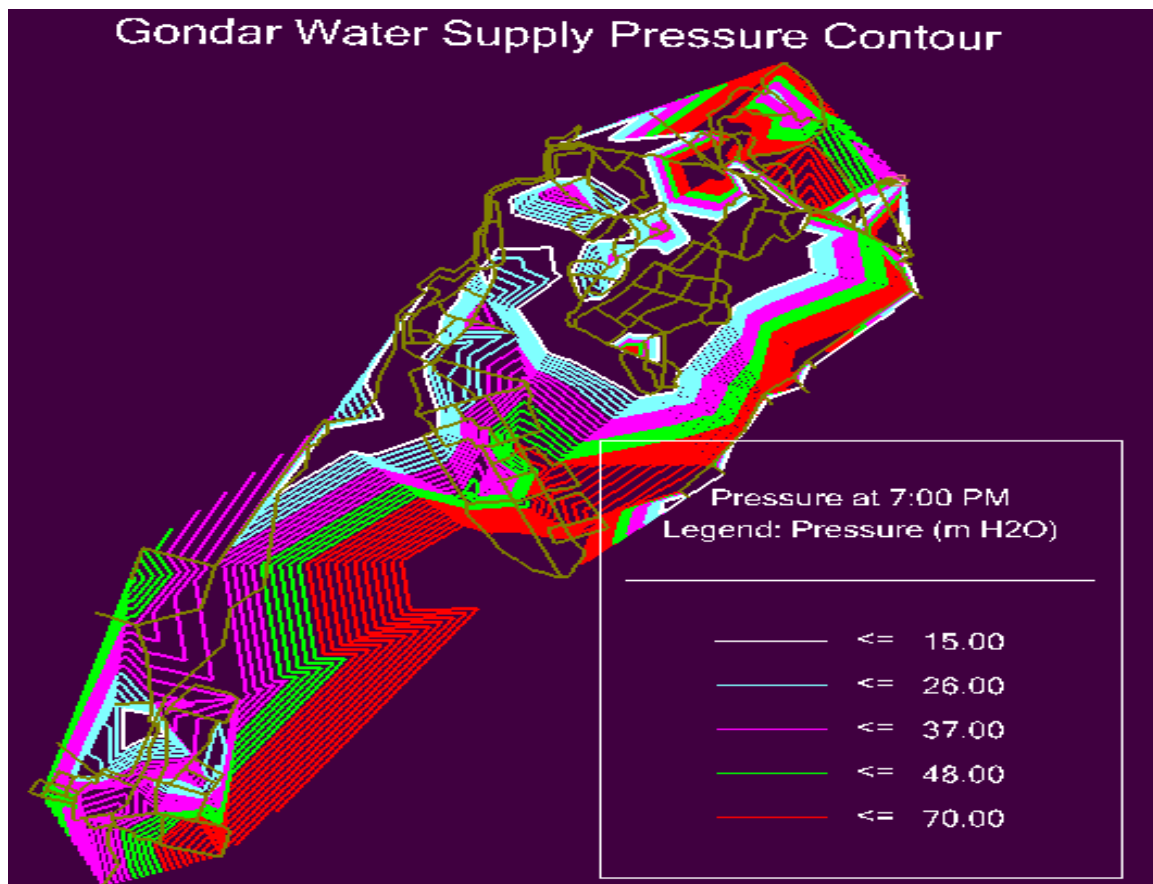 Gondar Water Supply Pressure Contour
Pressure at 7:00 PM
Legend: Pressure (m H2O)
<= 15.00
<= 26.00
<= 37.00
<= 48.00
<= 70.00